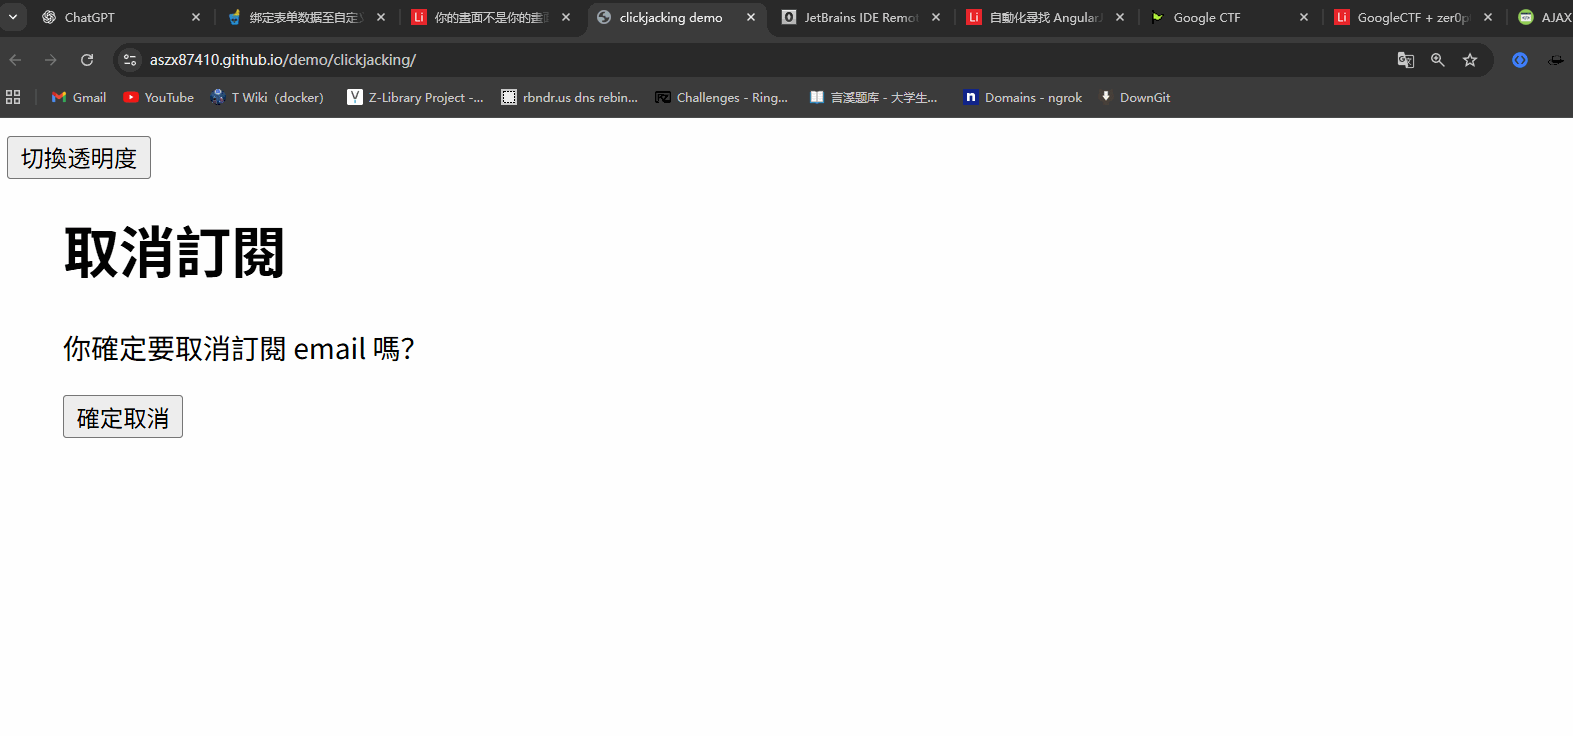 ChatGPT
绑定表单数据至自定义
你的畫面不是你的畫面
clickjacking demo
JetBrains IDE Remot
自動化尋找 AngularJ
Google CTF
GoogleCTF + zer0p
AJAX
aszx87410.github.io/demo/clickjacking/
Gmail
YouTube
T Wiki（docker）
Z-Library Project -...
rbndr.us dns rebin...
Challenges - Ring...
言溪题库 - 大学生...
Domains - ngrok
DownGit
切換透明度
取消訂閱
你確定要取消訂閱 email 嗎？
確定取消